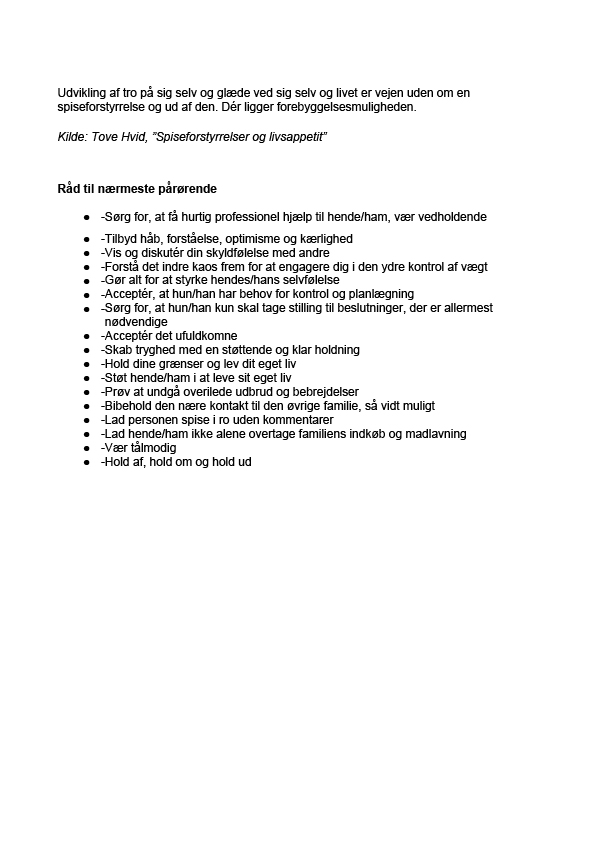 Udvikling af tro på sig selv og glæde ved sig selv og livet er vejen uden om en
spiseforstyrrelse og ud af den. Dér ligger forebyggelsesmuligheden.
Kilde: Tove Hvid, ”Spiseforstyrrelser og livsappetit”
Råd til nærmeste pårørende
● -Sørg for, at få hurtig professionel hjælp til hende/ham, vær vedholdende
● -Tilbyd håb, forståelse, optimisme og kærlighed
● -Vis og diskutér din skyldfølelse med andre
● -Forstå det indre kaos frem for at engagere dig i den ydre kontrol af vægt
● -Gør alt for at styrke hendes/hans selvfølelse
● -Acceptér, at hun/han har behov for kontrol og planlægning
● -Sørg for, at hun/han kun skal tage stilling til beslutninger, der er allermest
nødvendige
● -Acceptér det ufuldkomne
● -Skab tryghed med en støttende og klar holdning
● -Hold dine grænser og lev dit eget liv
● -Støt hende/ham i at leve sit eget liv
● -Prøv at undgå overilede udbrud og bebrejdelser
● -Bibehold den nære kontakt til den øvrige familie, så vidt muligt
● -Lad personen spise i ro uden kommentarer
● -Lad hende/ham ikke alene overtage familiens indkøb og madlavning
● -Vær tålmodig
● -Hold af, hold om og hold ud